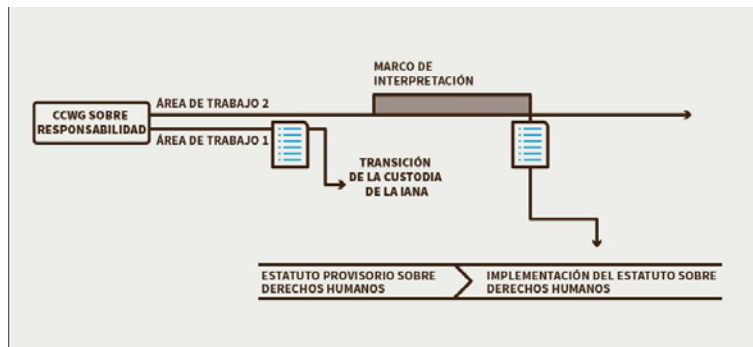 MARCO DE
INTERPRETACIÓN
ÁREA DE TRABAJO 2
CCWG SOBRE
RESPONSABILIDAD
ÁREA DE TRABAJO 1
TRANSICIÓN
DE LA CUSTODIA
DE LA IANA
ESTATUTO PROVISORIO SOBRE
DERECHOS HUMANOS
IMPLEMENTACIÓN DEL ESTATUTO SOBRE
DERECHOS HUMANOS